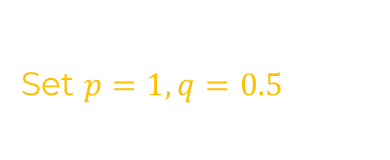 Set p = 1, q = 0.5